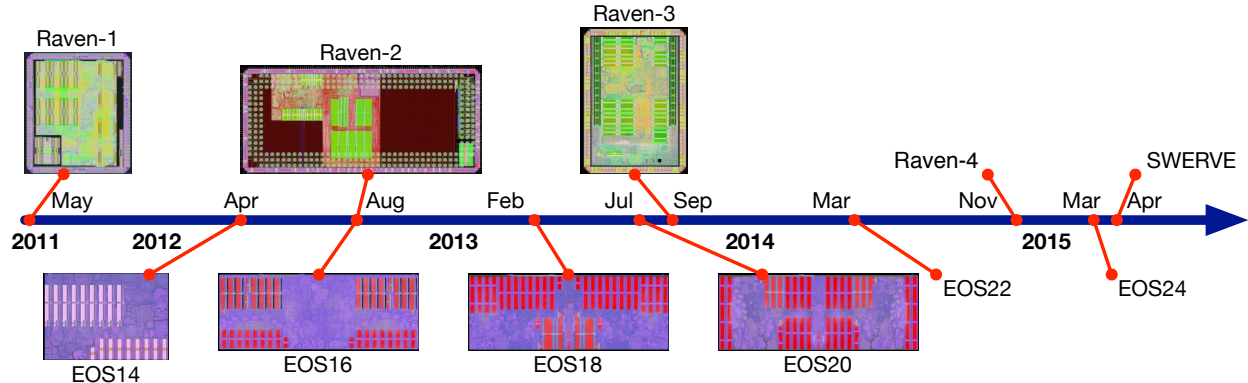 Raven-1
Raven-2
Raven-3
Raven-4
SWERVE
May
Apr
Aug
Feb
Jul
Sep
Mar
Nov
Mar
Apr
2011
2012
2013
2014
2015
EOS14
EOS16
EOS18
EOS20
EOS22
EOS24